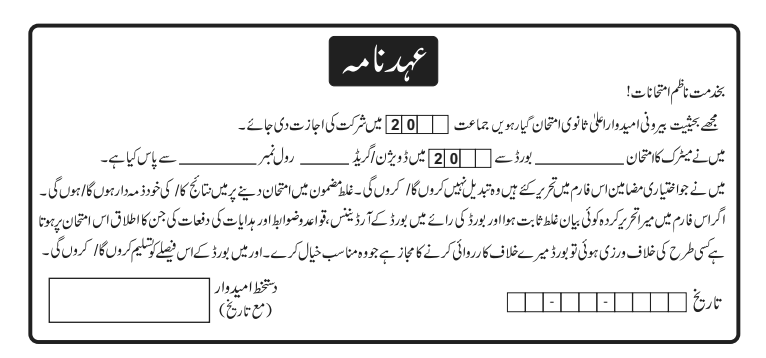 عہد نامہ
بخدمت ناظم امتحانات!
مجھے بحیثیت بیرونی امیدوار اعلیٰ ثانوی امتحان گیارہویں جماعت 20 میں شرکت کی اجازت دی جائے۔
میں نے میٹرک کا امتحان __________ بورڈ سے 20 میں ڈویژن/گریڈ ______ رول نمبر __________ سے پاس کیا ہے۔
میں نے جو اختیاری مضامین اس فارم میں تحریر کئے ہیں وہ تبدیل نہیں کروں گا/ کروں گی۔ غلط مضمون میں امتحان دینے پر میں نتائج کا/ کی خود ذمہ دار ہوں گا/ ہوں گی۔
اگر اس فارم میں میرا تحریر کردہ کوئی بیان غلط ثابت ہوا اور بورڈ کی رائے میں بورڈ کے آرڈیننس، قواعد و ضوابط اور ہدایات کی دفعات کی جن کا اطلاق اس امتحان پر ہوتا
ہے کسی طرح کی خلاف ورزی ہوئی تو بورڈ میرے خلاف کارروائی کرنے کا مجاز ہے جو وہ مناسب خیال کرے۔ اور میں بورڈ کے اس فیصلے کو تسلیم کروں گا/ کروں گی۔
تاریخ - -
دستخط امیدوار
(مع تاریخ)